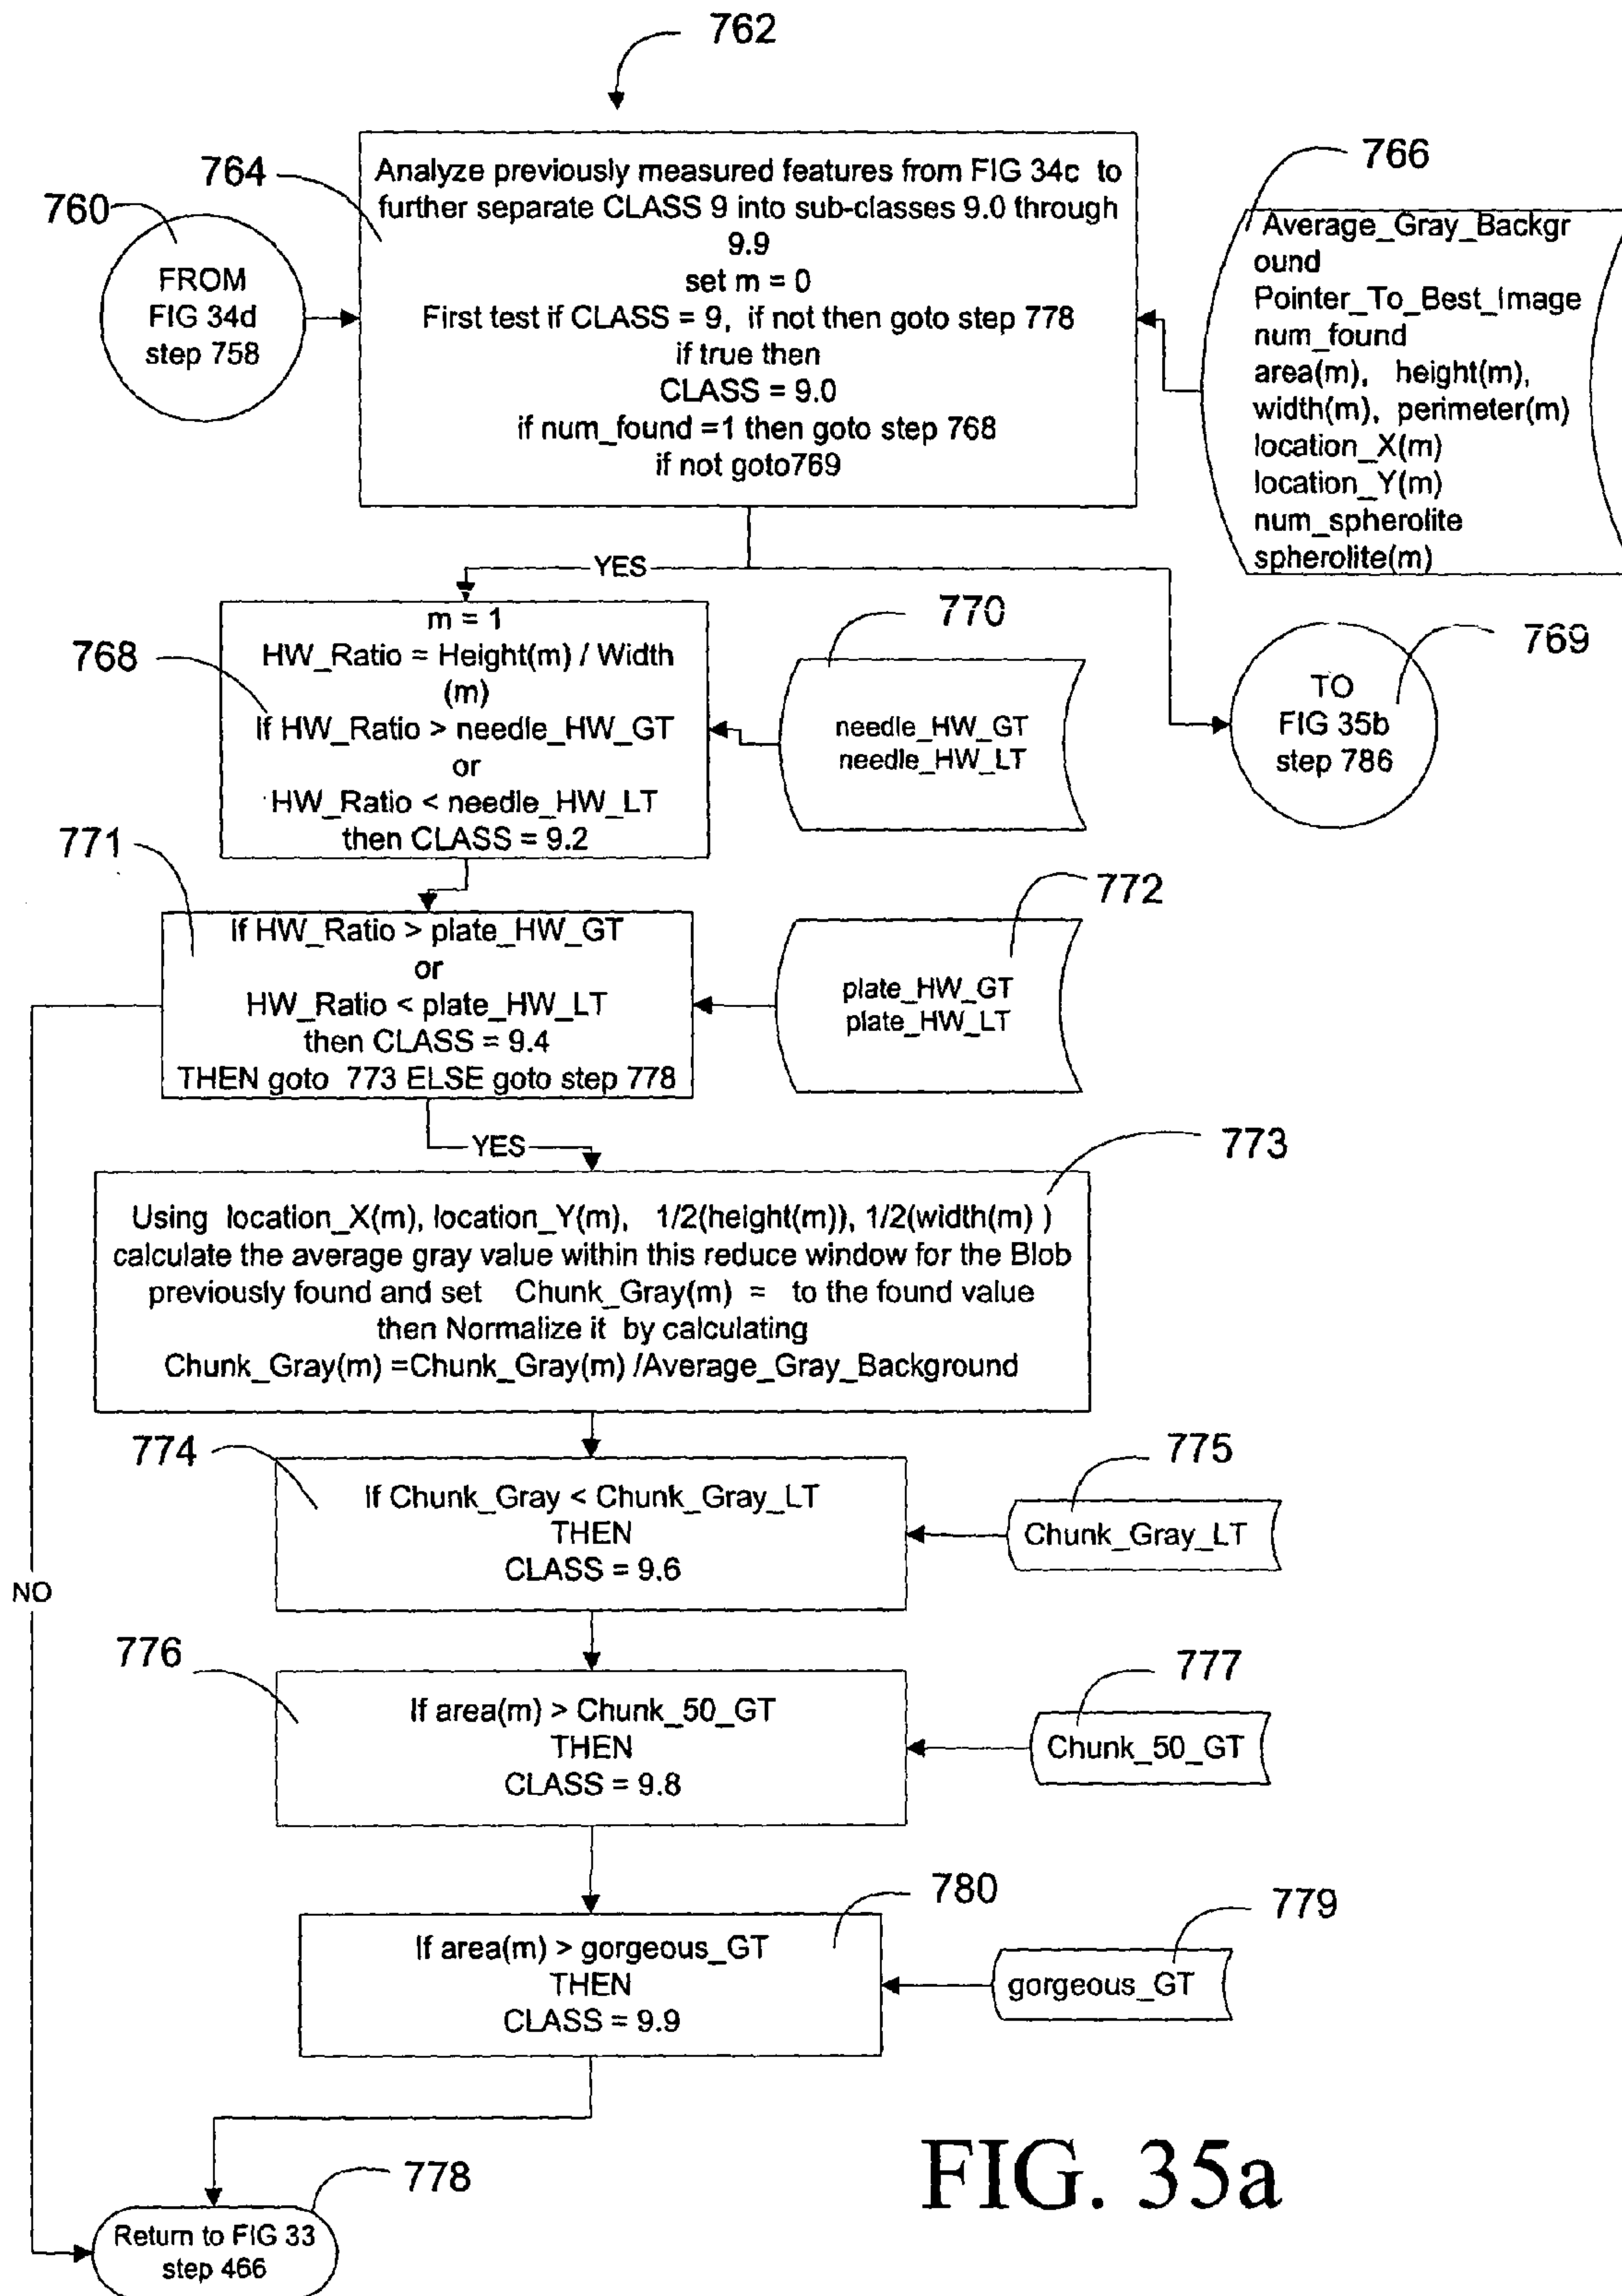 762
764
Analyze previously measured features from FIG 34c to
further separate CLASS 9 into sub-classes 9.0 through
9.9
set m = 0
First test if CLASS = 9, if not then goto step 778
if true then
CLASS = 9.0
if num_found =1 then goto step 768
if not goto769
760
FROM
FIG 34d
step 758
766
Average_Gray_Backgr
ound
Pointer_To_Best_Image
num_found
area(m), height(m),
width(m), perimeter(m)
location_X(m)
location_Y(m)
num_spherolite
spherolite(m)
YES
768
m = 1
HW_Ratio = Height(m) / Width
(m)
If HW_Ratio > needle_HW_GT
or
HW_Ratio < needle_HW_LT
then CLASS = 9.2
770
needle_HW_GT
needle_HW_LT
769
TO
FIG 35b
step 786
771
If HW_Ratio > plate_HW_GT
or
HW_Ratio < plate_HW_LT
then CLASS = 9.4
THEN goto 773 ELSE goto step 778
772
plate_HW_GT
plate_HW_LT
YES
773
Using location_X(m), location_Y(m), 1/2(height(m)), 1/2(width(m) )
calculate the average gray value within this reduce window for the Blob
previously found and set Chunk_Gray(m) = to the found value
then Normalize it by calculating
Chunk_Gray(m) =Chunk_Gray(m) /Average_Gray_Background
774
If Chunk_Gray < Chunk_Gray_LT
THEN
CLASS = 9.6
775
Chunk_Gray_LT
NO
776
If area(m) > Chunk_50_GT
THEN
CLASS = 9.8
777
Chunk_50_GT
780
If area(m) > gorgeous_GT
THEN
CLASS = 9.9
779
gorgeous_GT
778
Return to FIG 33
step 466
FIG. 35a